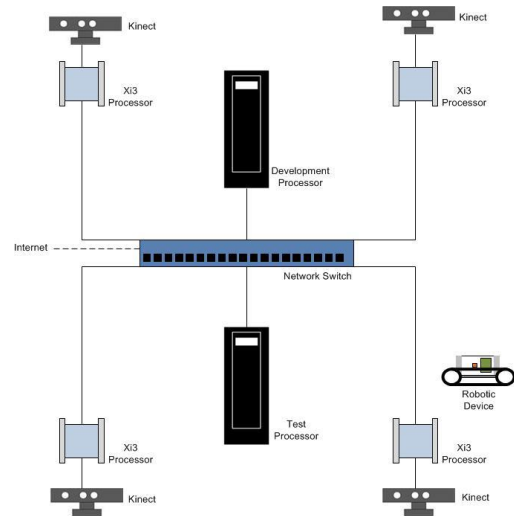 Kinect
Kinect
Xi3
Processor
Xi3
Processor
Development
Processor
Internet
Network Switch
Robotic
Device
Test
Processor
Xi3
Processor
Xi3
Processor
Kinect
Kinect